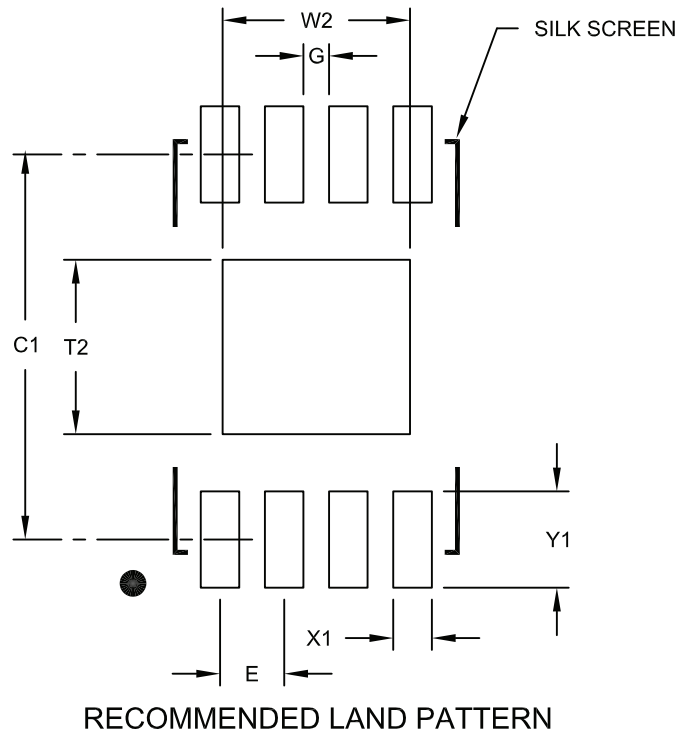 W2
SILK SCREEN
G
C1
T2
Y1
X1
E
RECOMMENDED LAND PATTERN